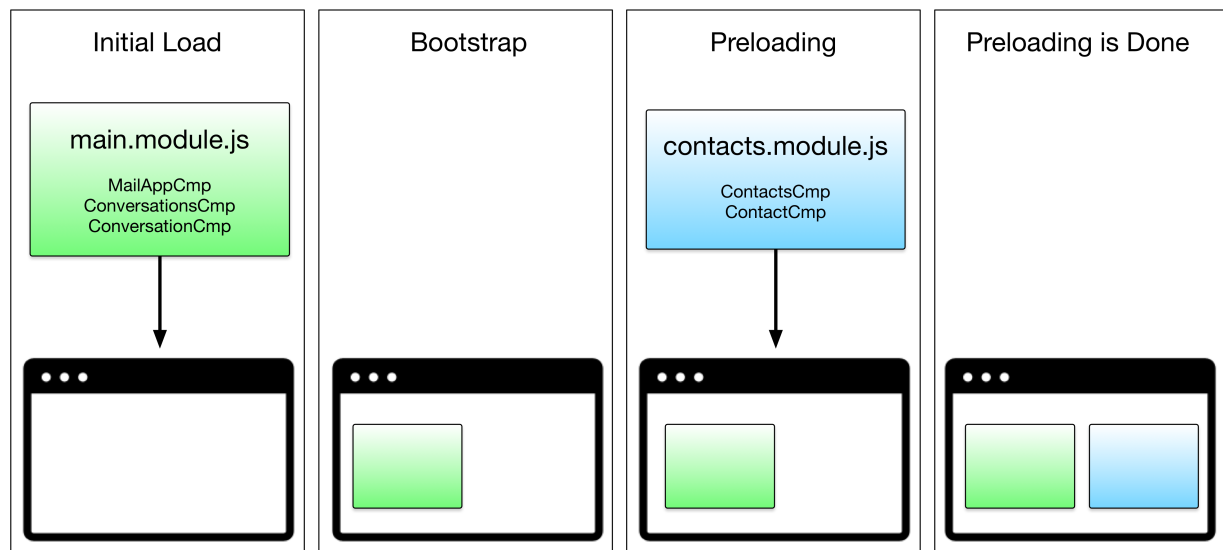 Initial Load
main.module.js
MailAppCmp
ConversationsCmp
ConversationCmp
Bootstrap
Preloading
contacts.module.js
ContactsCmp
ContactCmp
Preloading is Done